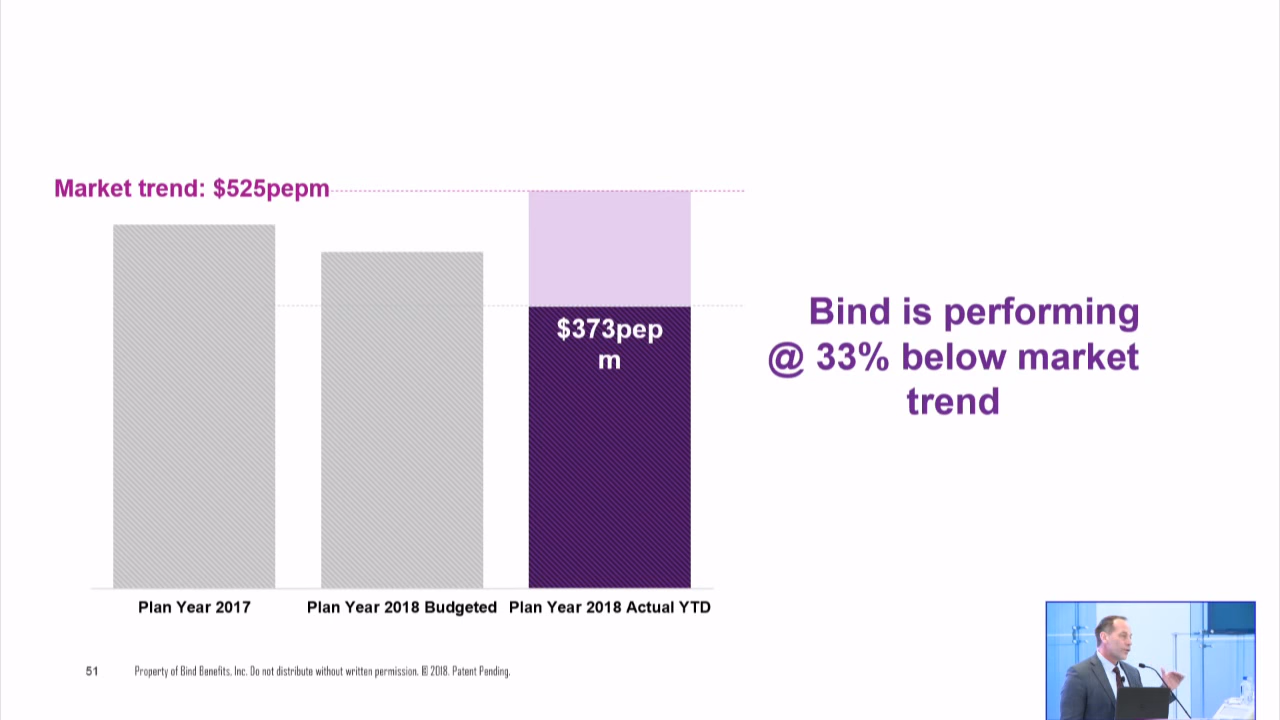 Market trend: $525pepm
$373pep
m
Bind is performing
@ 33% below market
trend
Plan Year 2017
Plan Year 2018 Budgeted
Plan Year 2018 Actual YTD
51
Property of Bind Benefits, Inc. Do not distribute without written permission. © 2018. Patent Pending.